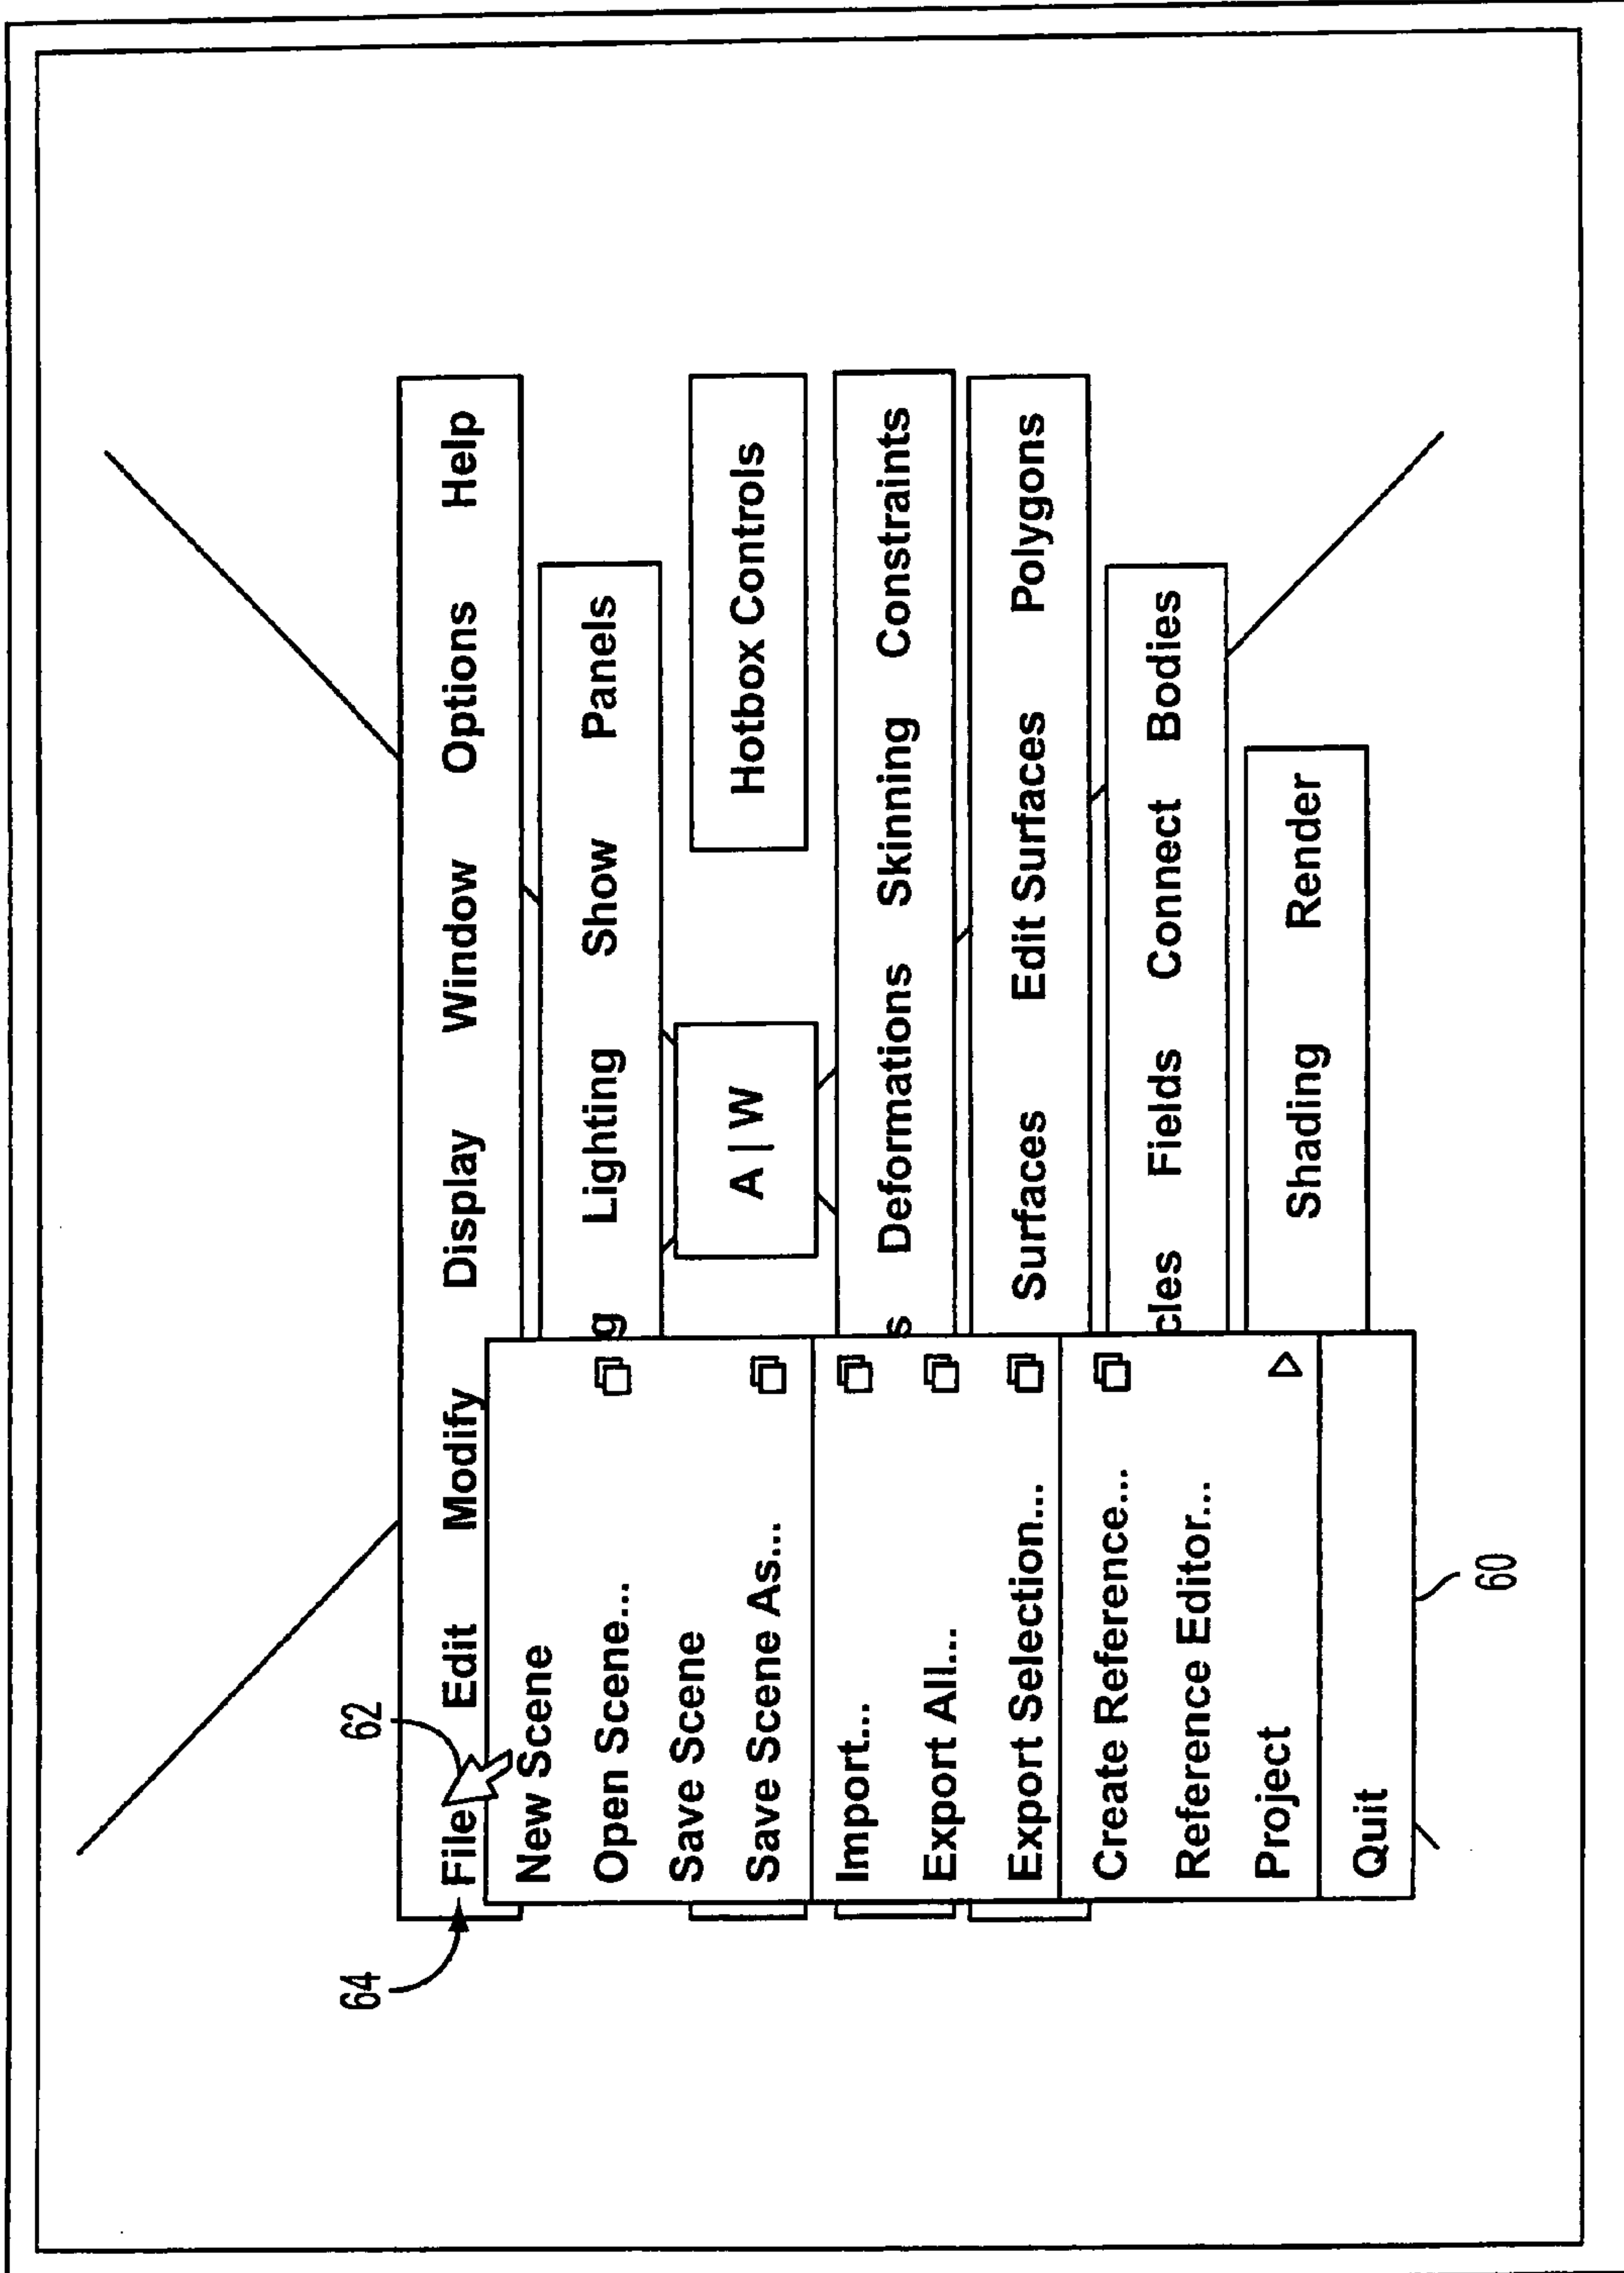 64
62
File Edit Modify Display Window Options Help
g Lighting Show Panels
A | W
Hotbox Controls
s Deformations Skinning Constraints
Surfaces Edit Surfaces Polygons
cles Fields Connect Bodies
Shading Render
New Scene
Open Scene...
Save Scene
Save Scene As...
Import...
Export All...
Export Selection...
Create Reference...
Reference Editor...
Project
Quit
60